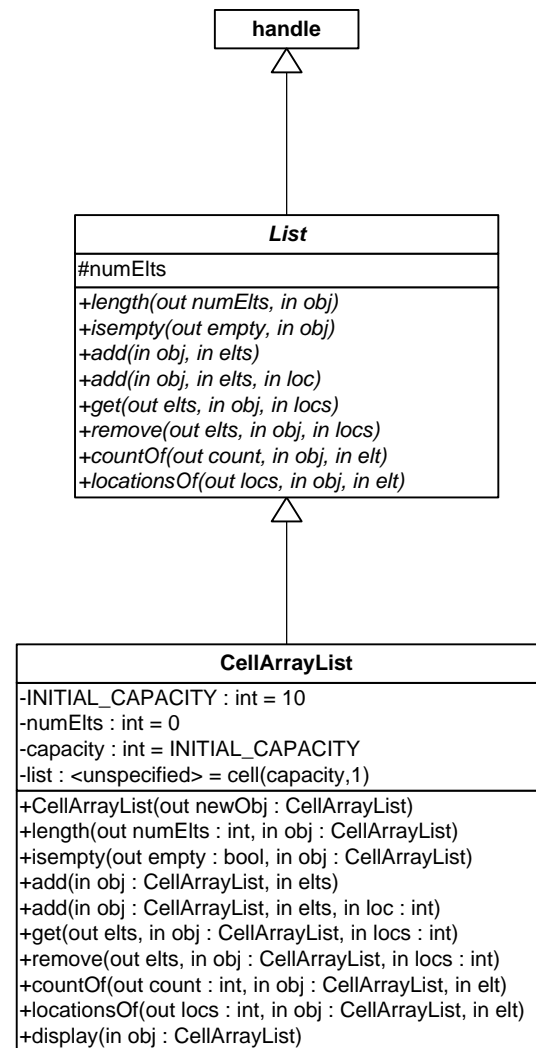 handle
List
#numElts
+length(out numElts, in obj)
+isempty(out empty, in obj)
+add(in obj, in elts)
+add(in obj, in elts, in loc)
+get(out elts, in obj, in locs)
+remove(out elts, in obj, in locs)
+countOf(out count, in obj, in elt)
+locationsOf(out locs, in obj, in elt)
CellArrayList
-INITIAL_CAPACITY : int = 10
-numElts : int = 0
-capacity : int = INITIAL_CAPACITY
-list : <unspecified> = cell(capacity,1)
+CellArrayList(out newObj : CellArrayList)
+length(out numElts : int, in obj : CellArrayList)
+isempty(out empty : bool, in obj : CellArrayList)
+add(in obj : CellArrayList, in elts)
+add(in obj : CellArrayList, in elts, in loc : int)
+get(out elts, in obj : CellArrayList, in locs : int)
+remove(out elts, in obj : CellArrayList, in locs : int)
+countOf(out count : int, in obj : CellArrayList, in elt)
+locationsOf(out locs : int, in obj : CellArrayList, in elt)
+display(in obj : CellArrayList)